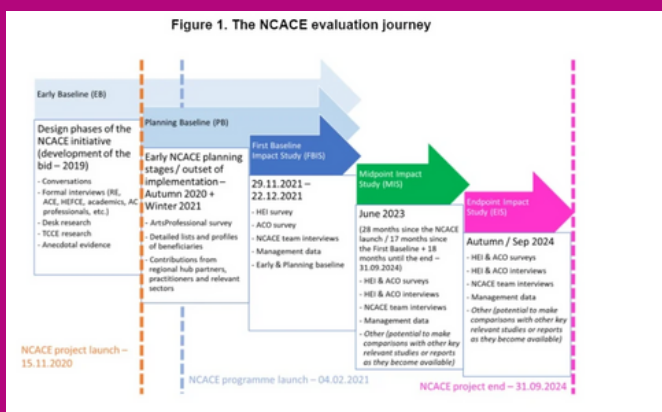 Figure 1. The NCACE evaluation journey
Early Baseline (EB)
Design phases of the
NCACE initiative
(development of the
bid – 2019)
- Conversations
- Formal interviews (RE,
ACE, HEFCE, academics, AC
professionals, etc.)
- Desk research
- TCCE research
- Anecdotal evidence
Planning Baseline (PB)
Early NCACE planning
stages / outset of
implementation –
Autumn 2020 +
Winter 2021
- ArtsProfessional survey
- Detailed lists and profiles
of beneficiaries
- Contributions from
regional hub partners,
practitioners and relevant
sectors
First Baseline
Impact Study (FBIS)
29.11.2021 –
22.12.2021
- HEI survey
- ACO survey
- NCACE team interviews
- Management data
- Early & Planning baseline
Midpoint Impact
Study (MIS)
June 2023
(28 months since the NCACE
launch / 17 months since
the First Baseline + 18
months until the end –
31.09.2024)
- HEI & ACO surveys
- HEI & ACO interviews
- NCACE team interviews
- Management data
- Other (potential to make
comparisons with other key
relevant studies or reports
as they become available)
Endpoint Impact
Study (EIS)
Autumn / Sep 2024
- HEI & ACO surveys
- HEI & ACO interviews
- NCACE team interviews
- Management data
- Other (potential to make
comparisons with other key
relevant studies or reports
as they become available)
NCACE project launch –
15.11.2020
NCACE programme launch – 04.02.2021
NCACE project end – 31.09.2024